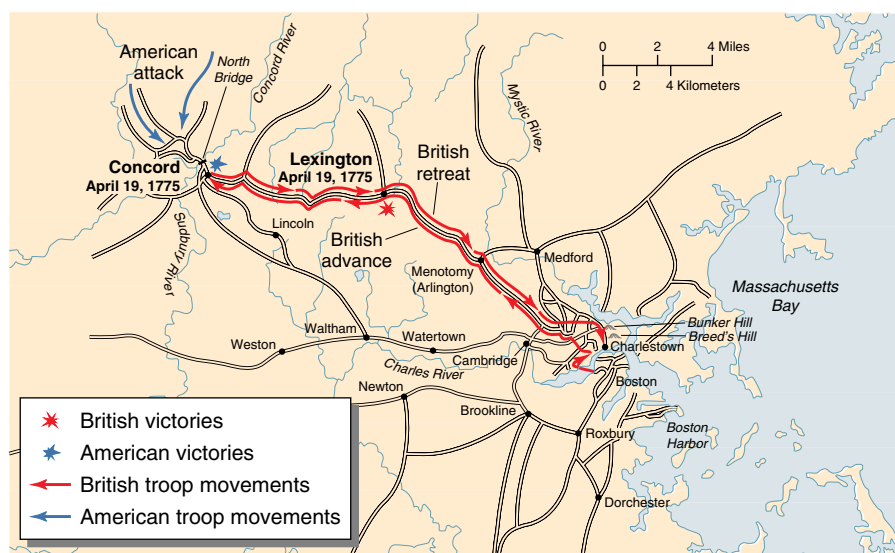 American
attack
North
Bridge
Concord River
Mystic River
0 2 4 Miles
0 2 4 Kilometers
Concord
April 19, 1775
Lexington
April 19, 1775
British
retreat
Sudbury River
Lincoln
British
advance
Menotomy
(Arlington)
Medford
Massachusetts
Bay
Bunker Hill
Breed's Hill
Charlestown
Weston
Waltham
Watertown
Cambridge
Charles River
Newton
Boston
Brookline
Roxbury
Boston
Harbor
Dorchester
British victories
American victories
British troop movements
American troop movements